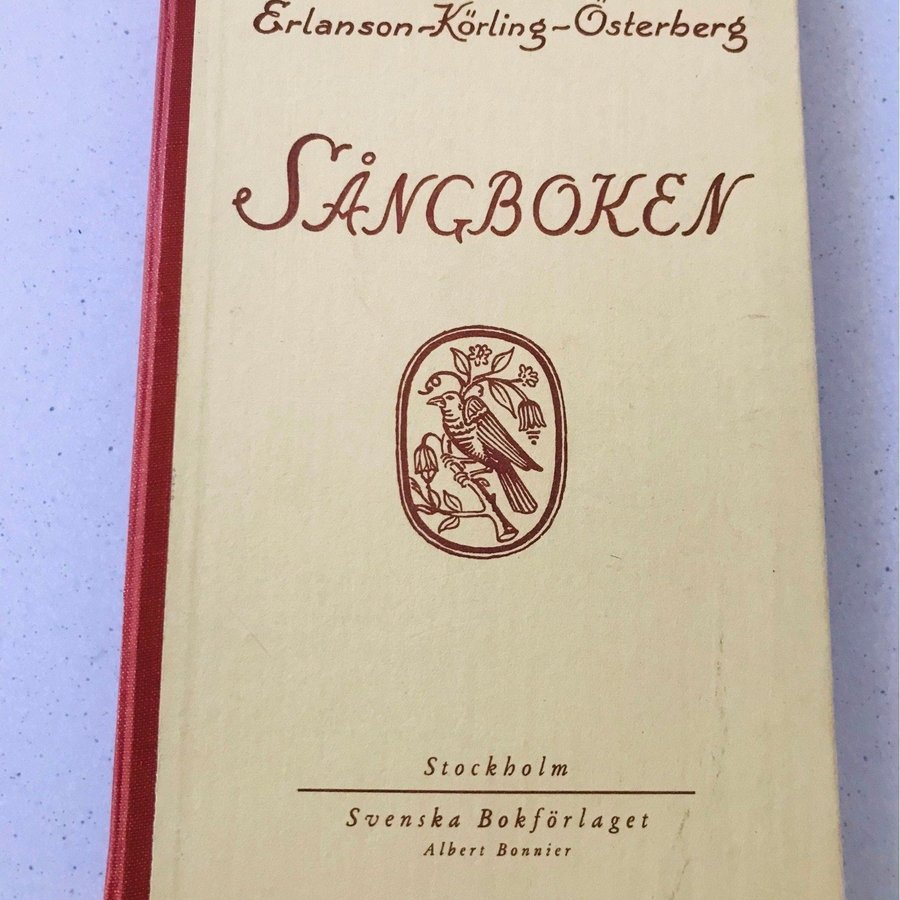 Erlanson-Körling-Österberg
SÅNGBOKEN
Stockholm
Svenska Bokförlaget
Albert Bonnier